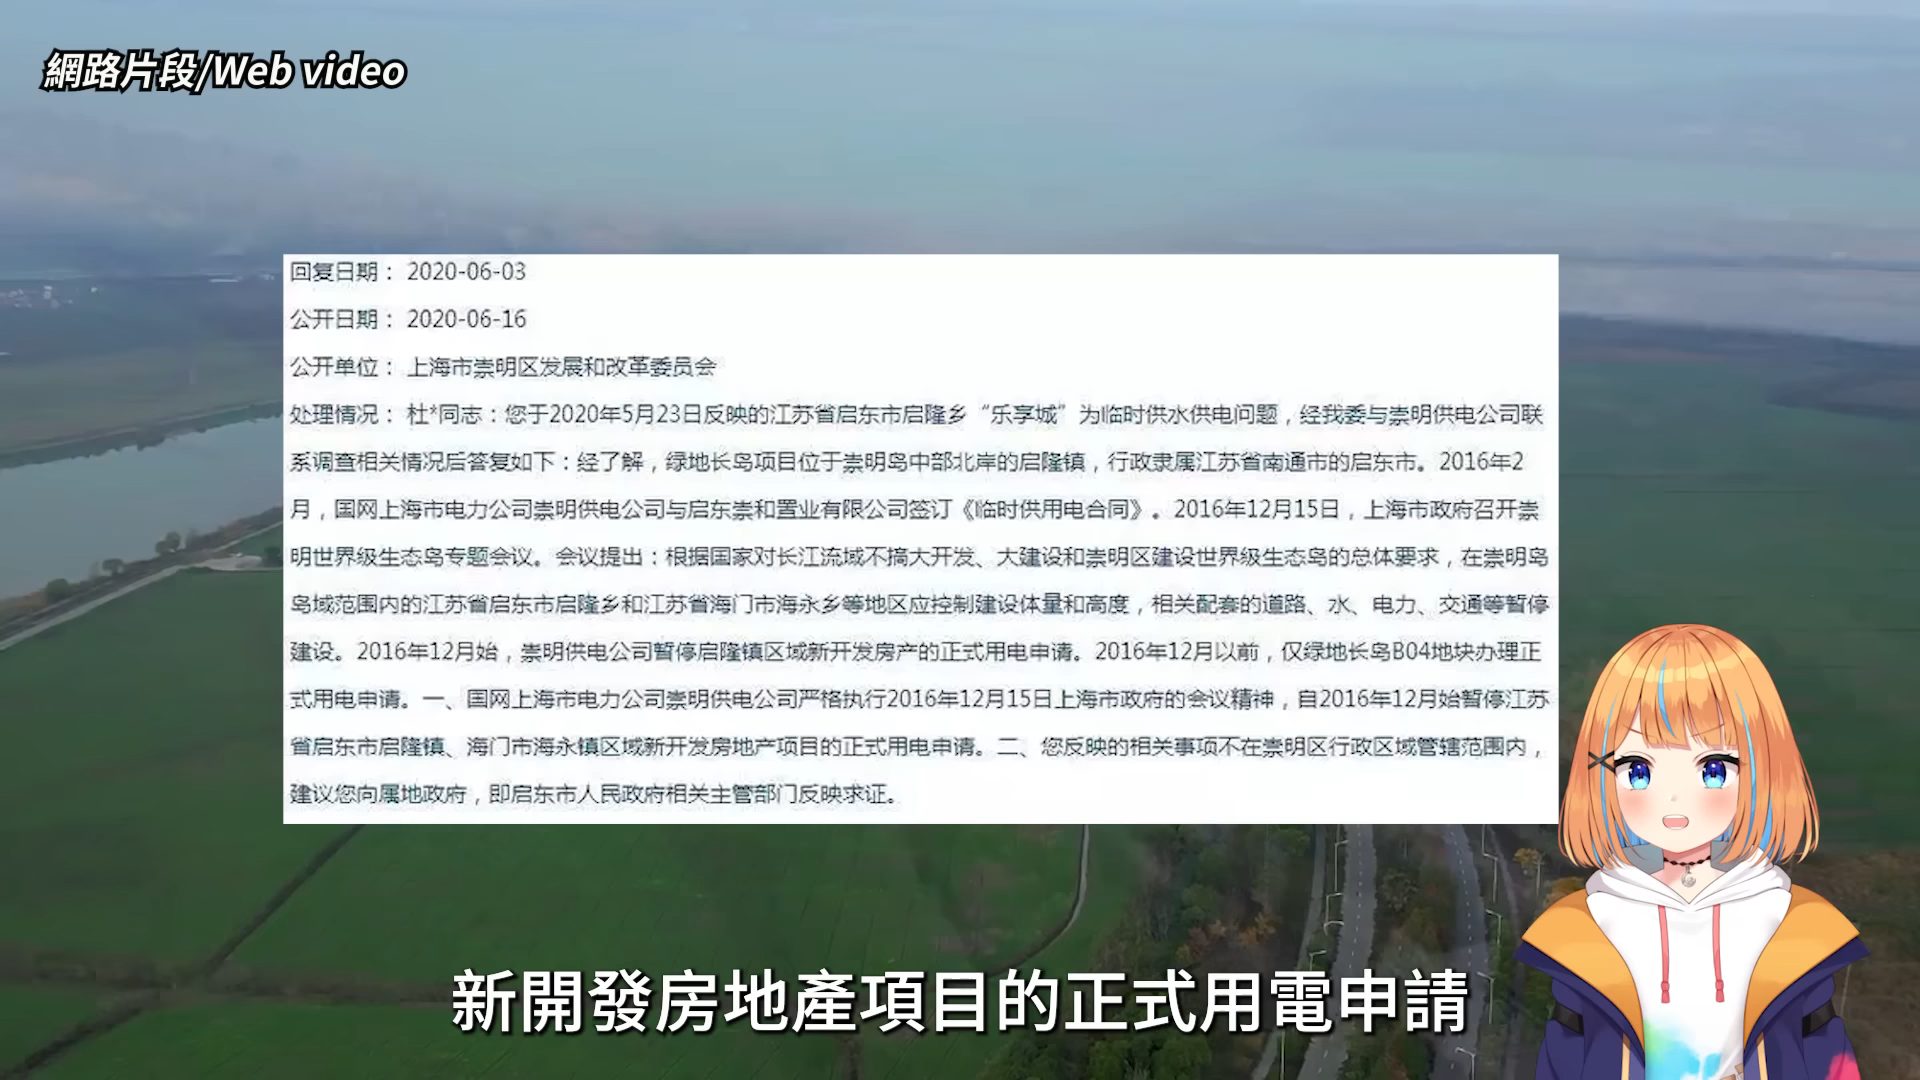 網路片段/Web video
回复日期： 2020-06-03
公开日期： 2020-06-16
公开单位： 上海市崇明区发展和改革委员会
处理情况： 杜*同志：您于2020年5月23日反映的江苏省启东市启隆乡“乐享城”为临时供水供电问题，经我委与崇明供电公司联
系调查相关情况后答复如下：经了解，绿地长岛项目位于崇明岛中部北岸的启隆镇，行政隶属江苏省南通市的启东市。2016年2
月，国网上海市电力公司崇明供电公司与启东崇和置业有限公司签订《临时供用电合同》。2016年12月15日，上海市政府召开崇
明世界级生态岛专题会议。会议提出：根据国家对长江流域不搞大开发、大建设和崇明区建设世界级生态岛的总体要求，在崇明岛
岛域范围内的江苏省启东市启隆乡和江苏省海门市海永乡等地区应控制建设体量和高度，相关配套的道路、水、电力、交通等暂停
建设。2016年12月始，崇明供电公司暂停启隆镇区域新开发房产的正式用电申请。2016年12月以前，仅绿地长岛B04地块办理正
式用电申请。一、国网上海市电力公司崇明供电公司严格执行2016年12月15日上海市政府的会议精神，自2016年12月始暂停江苏
省启东市启隆镇、海门市海永镇区域新开发房地产项目的正式用电申请。二、您反映的相关事项不在崇明区行政区域管辖范围内，
建议您向属地政府，即启东市人民政府相关主管部门反映求证。
新開發房地產項目的正式用電申請